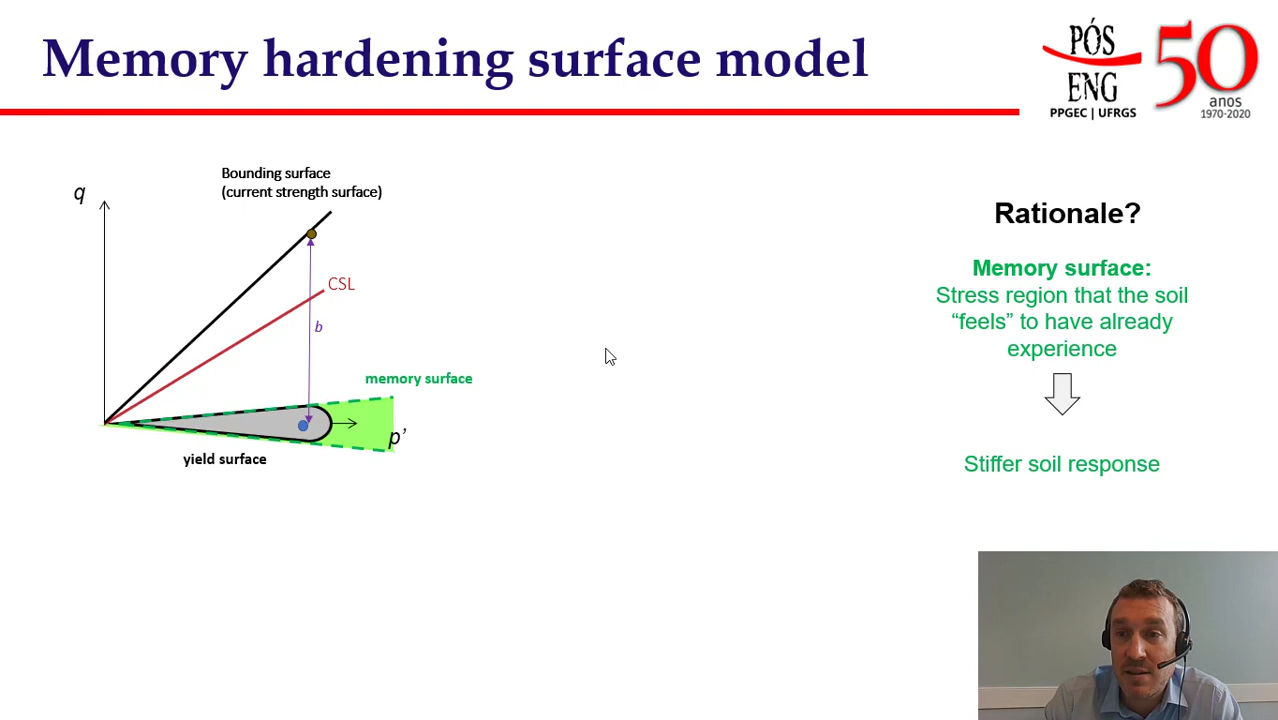 Memory hardening surface model
PÓS
ENG
PPGEC | UFRGS
50
anos
1970-2020
Bounding surface
(current strength surface)
q
CSL
b
memory surface
p'
yield surface
Rationale?
Memory surface:
Stress region that the soil
“feels” to have already
experience
Stiffer soil response